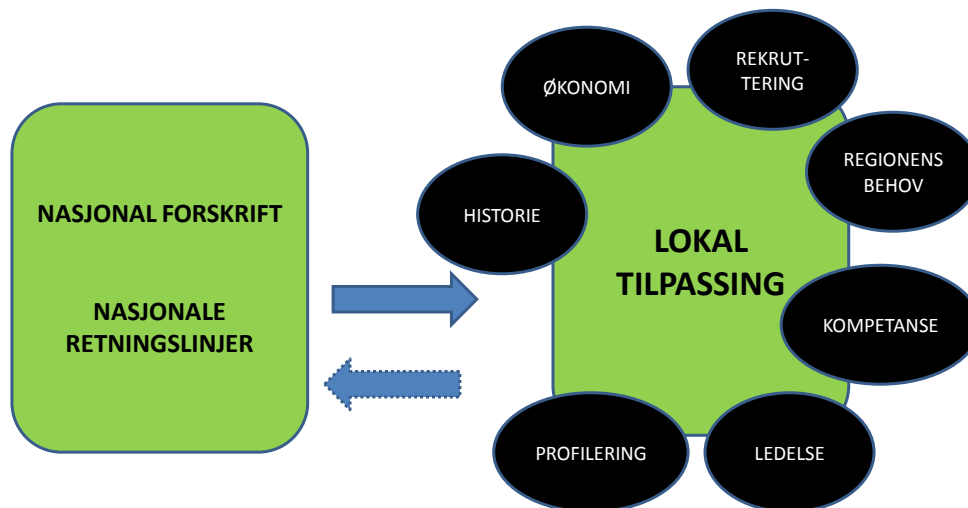 NASJONAL FORSKRIFT
NASJONALE
RETNINGSLINJER
ØKONOMI
REKRUT-
TERING
REGIONENS
BEHOV
HISTORIE
LOKAL
TILPASSING
KOMPETANSE
PROFILERING
LEDELSE